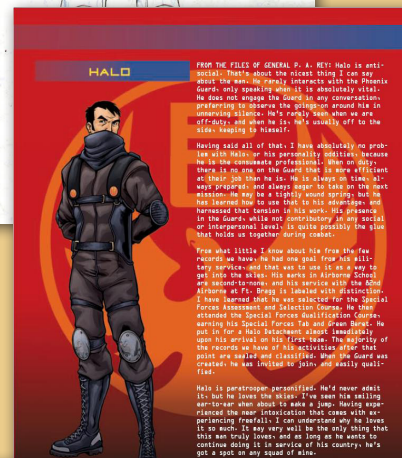 HALO
FROM THE FILES OF GENERAL P. A. REY: Halo is anti-
social. That's about the nicest thing I can say
about the man. He rarely interacts with the Phoenix
Guard, only speaking when it is absolutely vital.
He does not engage the Guard in any conversation,
preferring to observe the goings-on around him in
unnerving silence. He's rarely seen when we are
off-duty, and when he is, he's usually off to the
side, keeping to himself.
Having said all of that, I have absolutely no prob-
lem with Halo, or his personality oddities, because
he is the consummate professional. When on duty,
there is no one on the Guard that is more efficient
at their job than he is. He is always on time, al-
ways prepared, and always eager to take on the next
mission. He may be a tightly wound spring, but he
has learned how to use that to his advantage, and
harnessed that tension in his work. His presence
in the Guard, while not contributory in any social
or interpersonal level, is quite possibly the glue
that holds us together during combat.
From what little I know about him from the few
records we have, he had one goal from his mili-
tary service, and that was to use it as a way to
get into the skies. His marks in Airborne School
are second-to-none, and his service with the 82nd
Airborne at Ft. Bragg is labeled with distinction.
I have learned that he was selected for the Special
Forces Assessment and Selection Course. He then
attended the Special Forces Qualification Course,
earning his Special Forces Tab and Green Beret. He
put in for a Halo Detachment almost immediately
upon his arrival on his first team. The majority of
the records we have of his activities after that
point are sealed and classified. When the Guard was
created, he was invited to join, and easily quali-
fied.
Halo is paratrooper personified. He'd never admit
it, but he loves the skies. I've seen him smiling
ear-to-ear when about to make a jump. Having expe-
rienced the near intoxication that comes with ex-
periencing freefall, I can understand why he loves
it so much. It may very well be the only thing that
this man truly loves, and as long as he wants to
continue doing it in service of his country, he's
got a spot on any squad of mine.